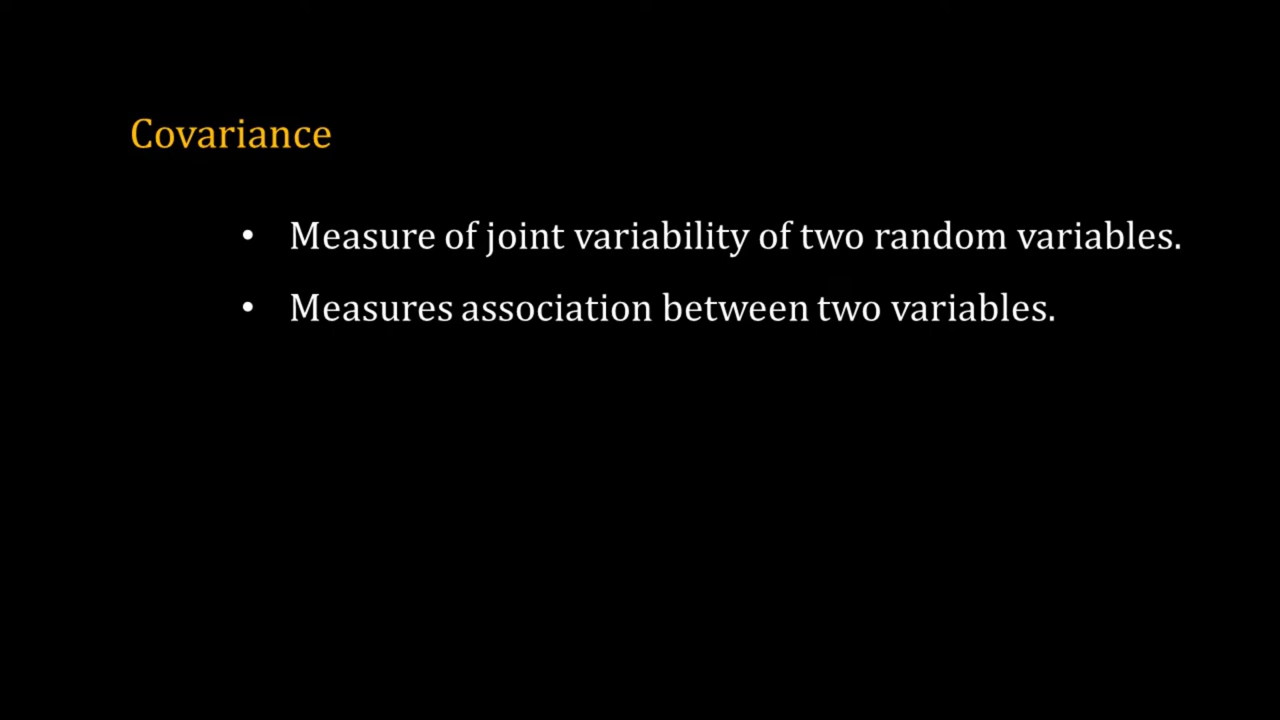 Covariance
• Measure of joint variability of two random variables.
• Measures association between two variables.